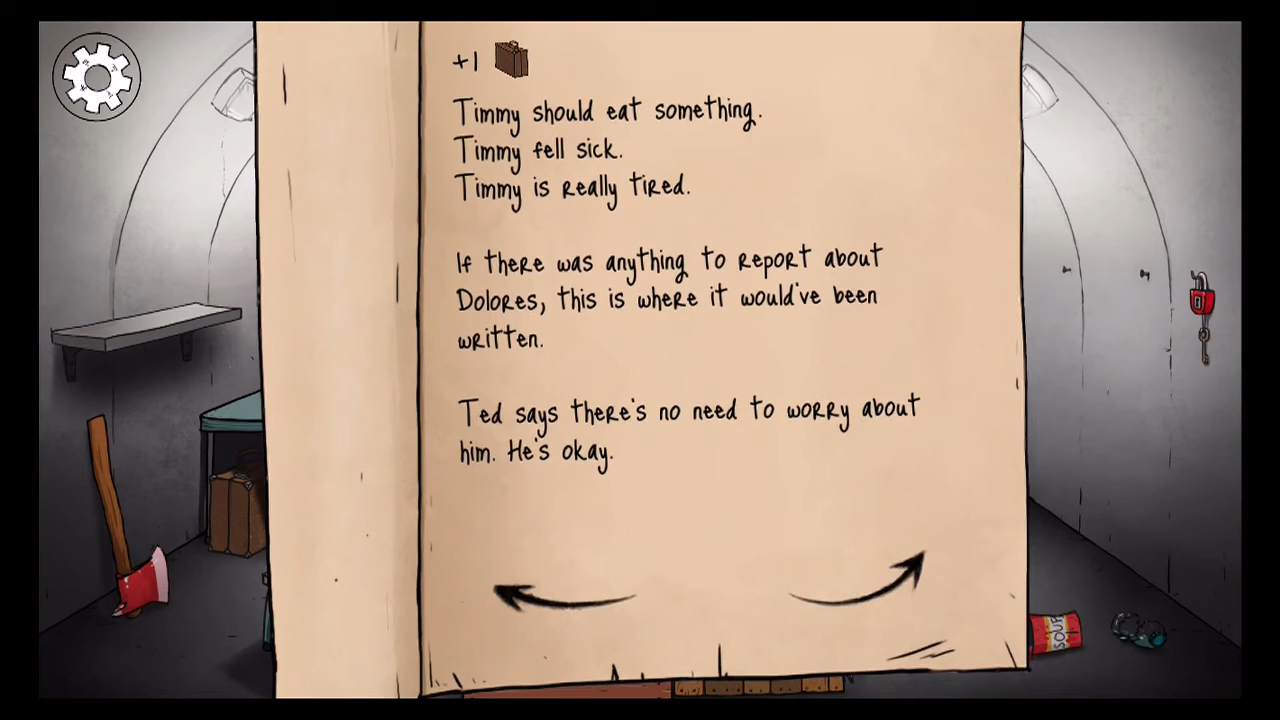 +1
Timmy should eat something.
Timmy fell sick.
Timmy is really tired.
If there was anything to report about
Dolores, this is where it would've been
written.
Ted says there's no need to worry about
him. He's okay.
SOUP